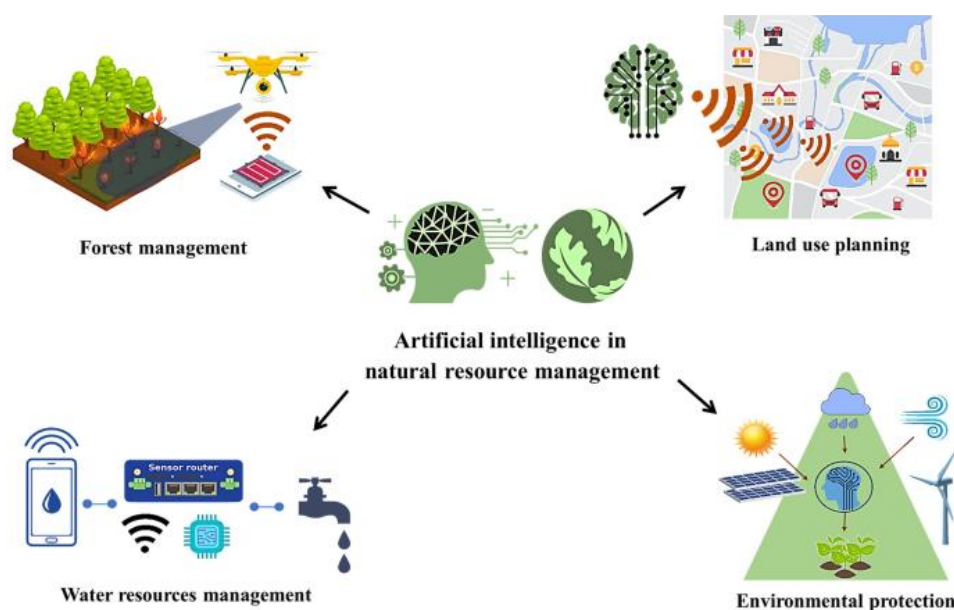 Forest management
Land use planning
Artificial intelligence in
natural resource management
Sensor router
Water resources management
Environmental protection